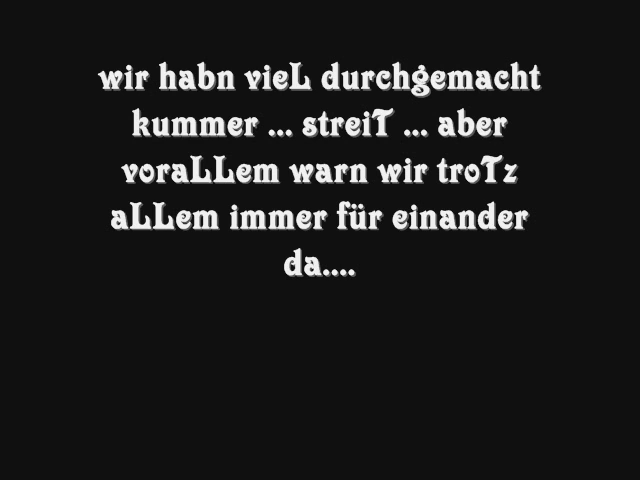 wir habn vieL durchgemacht
kummer ... streiT ... aber
voraLLem warn wir troTz
aLLem immer für einander
da....